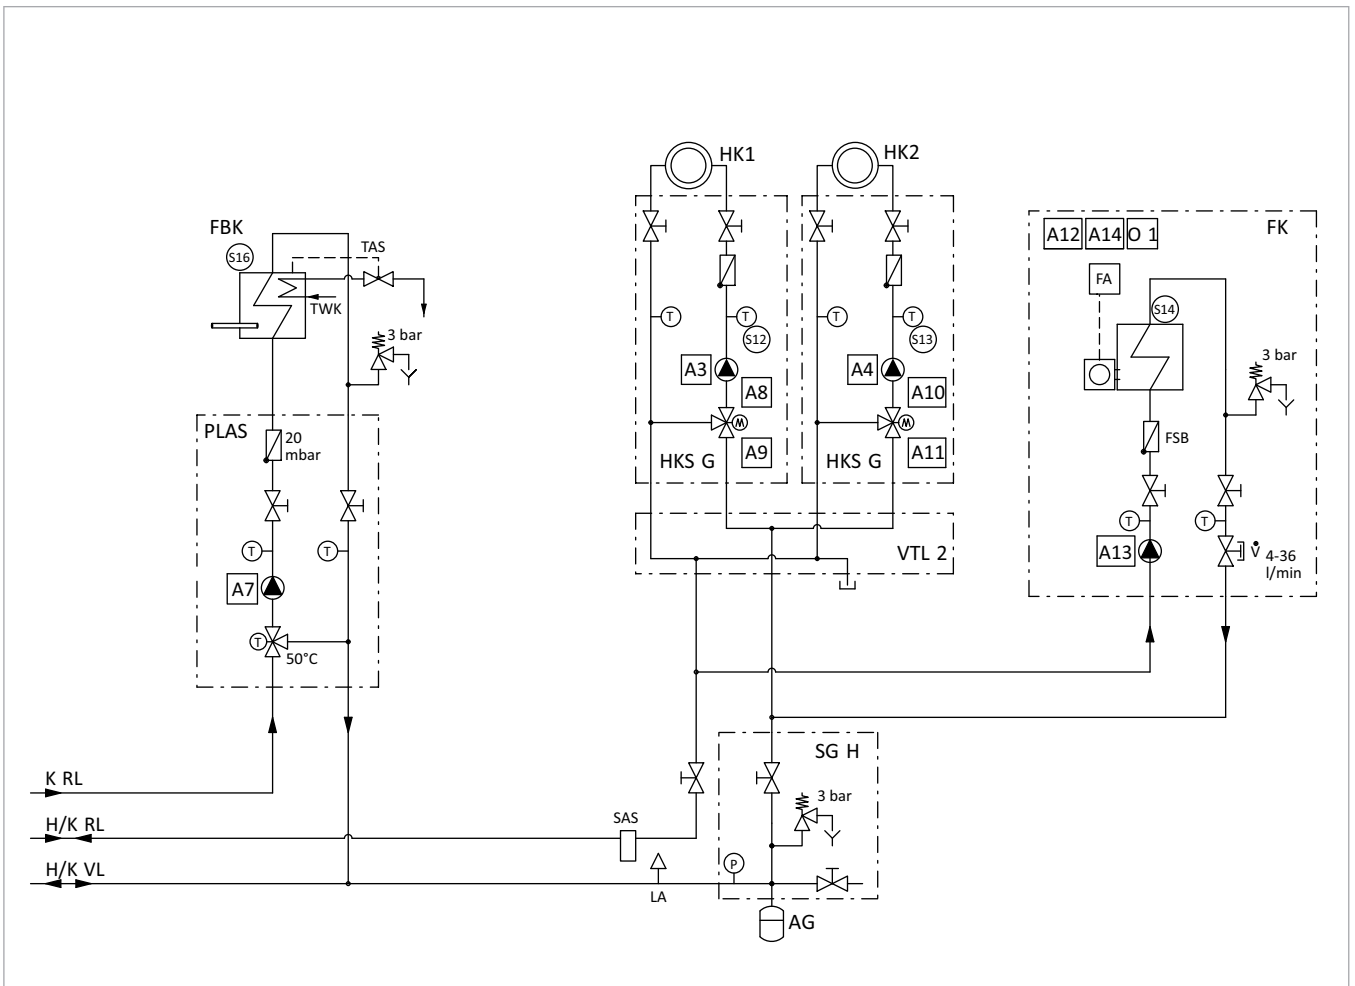 HK1
HK2
FBK
S16
TAS
TWK
3 bar
A12 A14 O 1
FK
FA
S14
T
T
S12
T
T
S13
A3
A8
A4
A10
M
M
A9
A11
HKS G
HKS G
3 bar
FSB
PLAS
20
mbar
T
T
A7
T
50°C
VTL 2
T
T
A13
V̇
4-36
l/min
SG H
K RL
3 bar
H/K RL
SAS
H/K VL
P
LA
AG